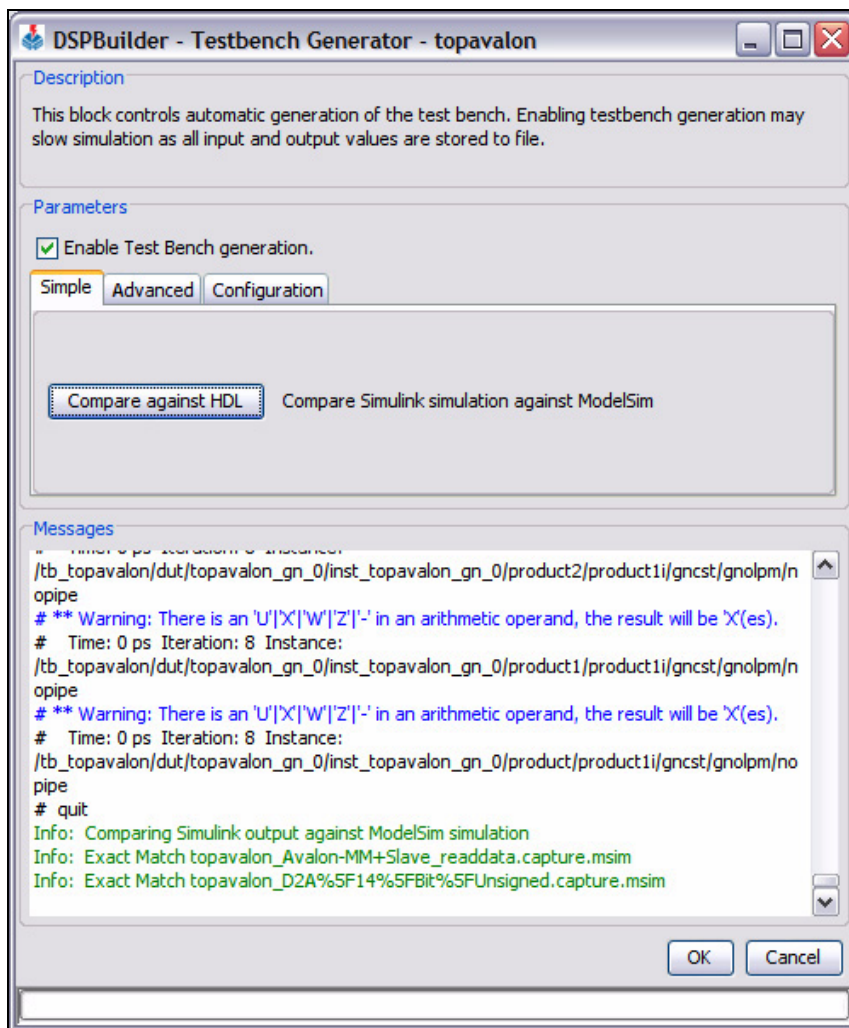 DSPBuilder - Testbench Generator - topavalon
Description
This block controls automatic generation of the test bench. Enabling testbench generation may
slow simulation as all input and output values are stored to file.
Parameters
Enable Test Bench generation.
Simple Advanced Configuration
Compare against HDL Compare Simulink simulation against ModelSim
Messages
# Time: 0 ps Iteration: 8 Instance:
/tb_topavalon/dut/topavalon_gn_0/inst_topavalon_gn_0/product2/product1i/gncst/gnolpm/n
opipe
# ** Warning: There is an 'U'|'X'|'W'|'Z'|'-' in an arithmetic operand, the result will be 'X'(es).
# Time: 0 ps Iteration: 8 Instance:
/tb_topavalon/dut/topavalon_gn_0/inst_topavalon_gn_0/product1/product1i/gncst/gnolpm/n
opipe
# ** Warning: There is an 'U'|'X'|'W'|'Z'|'-' in an arithmetic operand, the result will be 'X'(es).
# Time: 0 ps Iteration: 8 Instance:
/tb_topavalon/dut/topavalon_gn_0/inst_topavalon_gn_0/product/product1i/gncst/gnolpm/no
pipe
# quit
Info: Comparing Simulink output against ModelSim simulation
Info: Exact Match topavalon_Avalon-MM+Slave_readdata.capture.msim
Info: Exact Match topavalon_D2A%5F14%5FBit%5FUnsigned.capture.msim
OK Cancel